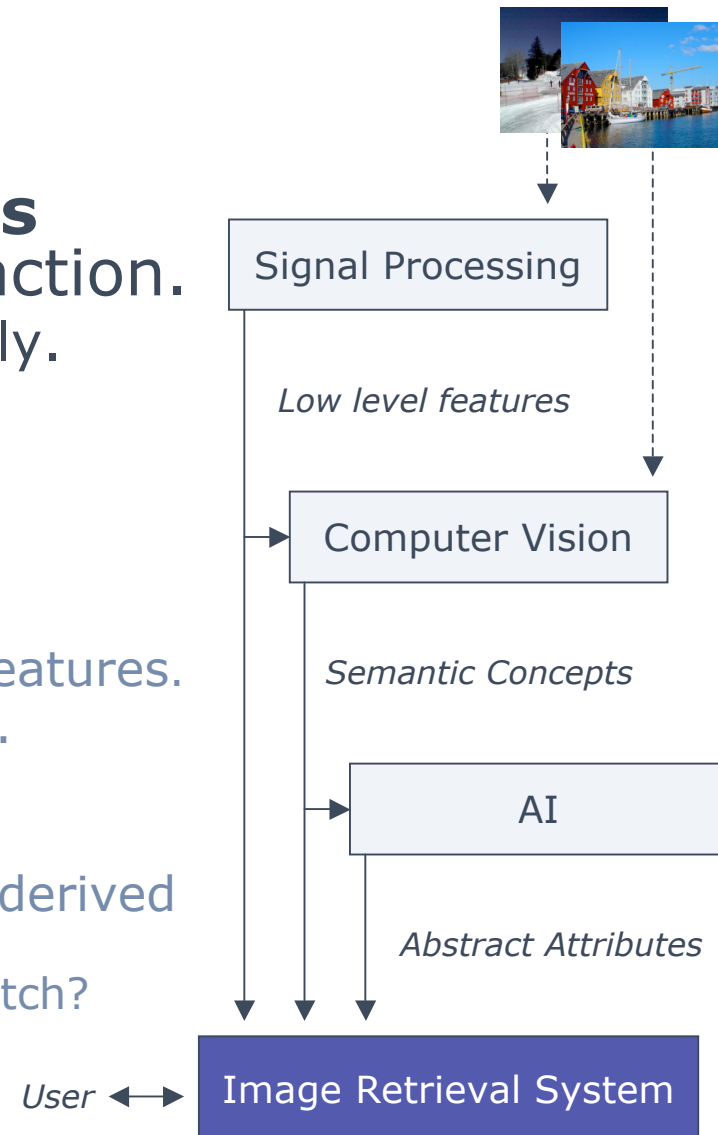 s
action.
ly.
eatures.
.
derived
tch?
Signal Processing
Low level features
Computer Vision
Semantic Concepts
AI
Abstract Attributes
User
Image Retrieval System